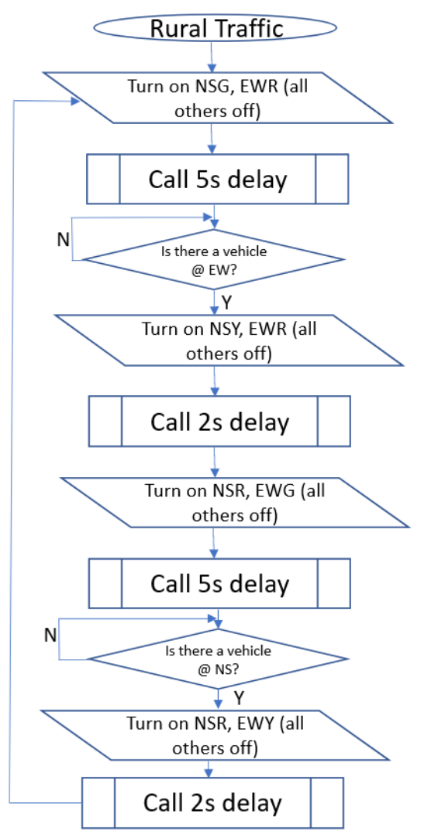 Rural Traffic
Turn on NSG, EWR (all
others off)
Call 5s delay
N
Is there a vehicle
@ EW?
Y
Turn on NSY, EWR (all
others off)
Call 2s delay
Turn on NSR, EWG (all
others off)
Call 5s delay
N
Is there a vehicle
@ NS?
Y
Turn on NSR, EWY (all
others off)
Call 2s delay